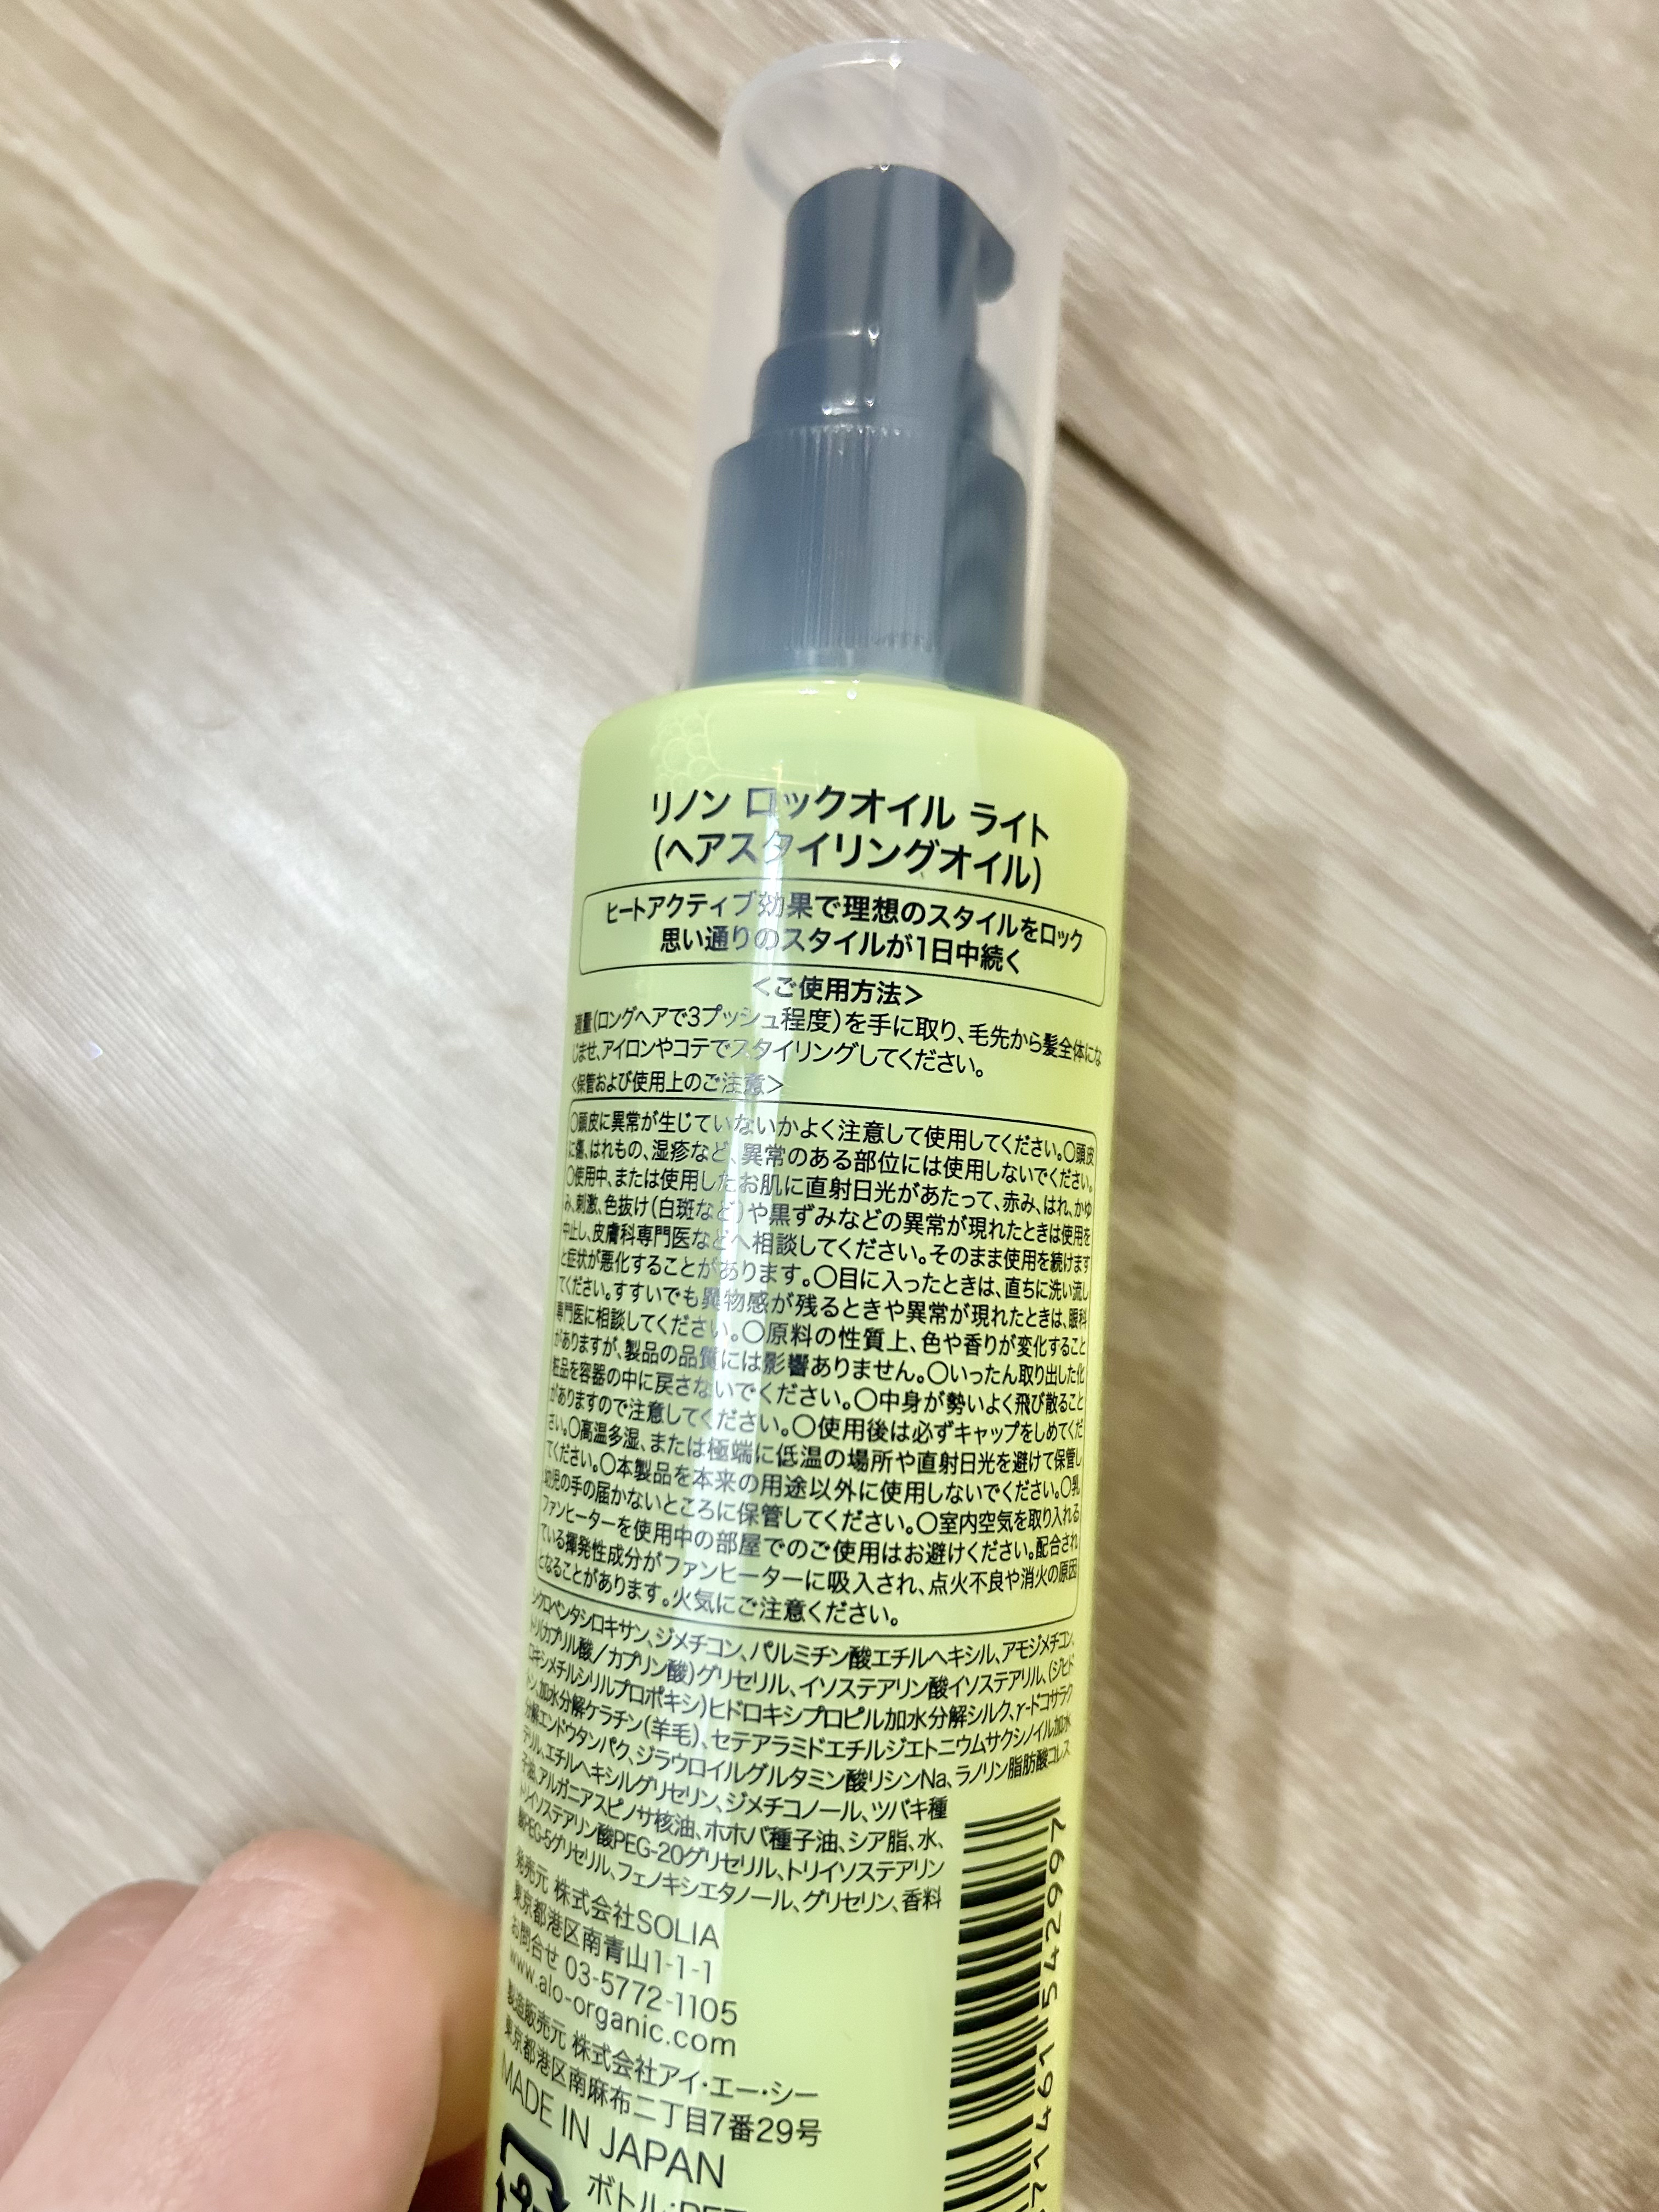 リノン ロックオイル ライト
(ヘアスタイリングオイル)
ヒートアクティブ効果で理想のスタイルをロック
思い通りのスタイルが1日中続く
<ご使用方法>
適量(ロングヘアで3プッシュ程度)を手に取り、毛先から髪全体にな
じませ、アイロンやコテでスタイリングしてください。
<保管および使用上のご注意>
〇頭皮に異常が生じていないかよく注意して使用してください。〇頭皮
に傷、はれもの、湿疹など、異常のある部位には使用しないでください。
〇使用中、または使用したお肌に直射日光があたって、赤み、はれ、かゆ
み、刺激、色抜け(白斑など)や黒ずみなどの異常が現れたときは使用を
中止し、皮膚科専門医などへ相談してください。そのまま使用を続けます
と症状が悪化することがあります。〇目に入ったときは、直ちに洗い流し
てください。すすいでも異物感が残るときや異常が現れたときは、眼科
専門医に相談してください。〇原料の性質上、色や香りが変化すること
がありますが、製品の品質には影響ありません。〇いったん取り出した化
粧品を容器の中に戻さないでください。〇中身が勢いよく飛び散ること
がありますので注意してください。〇使用後は必ずキャップをしめてくだ
さい。〇高温多湿、または極端に低温の場所や直射日光を避けて保管し
てください。〇本製品を本来の用途以外に使用しないでください。〇乳
幼児の手の届かないところに保管してください。〇室内空気を取り入れる
ファンヒーターを使用中の部屋でのご使用はお避けください。配合され
ている揮発性成分がファンヒーターに吸入され、点火不良や消火の原因
となることがあります。火気にご注意ください。
シクロペンタシロキサン、ジメチコン、パルミチン酸エチルヘキシル、アモジメチコン、
トリ(カプリル酸/カプリン酸)グリセリル、イソステアリン酸イソステアリル、(ジヒド
ロキシメチルシリルプロポキシ)ヒドロキシプロピル加水分解シルク、γ-ドコサラク
トン、加水分解ケラチン(羊毛)、セテアラミドエチルジエトニウムサクシノイル加水
分解エンドウタンパク、ジラウロイルグルタミン酸リシンNa、ラノリン脂肪酸コレス
テリル、エチルヘキシルグリセリン、ジメチコノール、ツバキ種
子油、アルガニアスピノサ核油、ホホバ種子油、シア脂、水、
トリイソステアリン酸PEG-20グリセリル、トリイソステアリン
酸PEG-5グリセリル、フェノキシエタノール、グリセリン、香料
発売元 株式会社SOLIA
東京都港区南青山1-1-1
お問合せ 03-5772-1105
www.alo-organic.com
製造販売元 株式会社アイ・エー・シー
東京都港区南麻布二丁目7番29号
MADE IN JAPAN
ボトル:PET